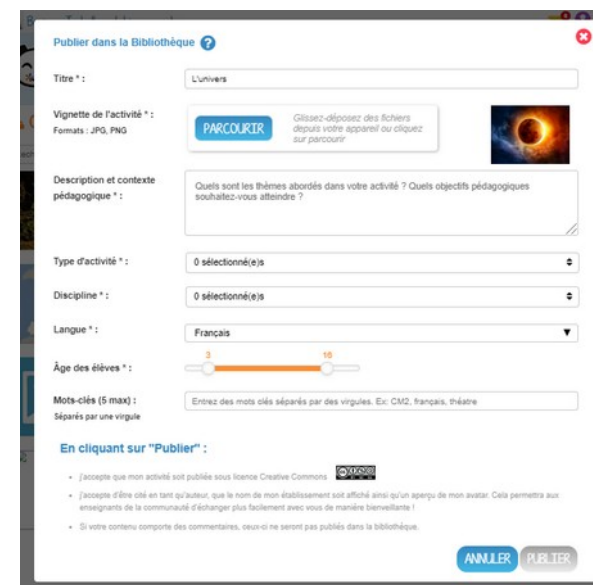 Publier dans la Bibliothèque ?
Titre * :
L'univers
Vignette de l'activité * :
Formats : JPG, PNG
PARCOURIR
Glissez-déposez des fichiers
depuis votre appareil ou cliquez
sur parcourir
Description et contexte
pédagogique * :
Quels sont les thèmes abordés dans votre activité ? Quels objectifs pédagogiques
souhaitez-vous atteindre ?
Type d'activité * :
0 sélectionné(e)s
Discipline * :
0 sélectionné(e)s
Langue * :
Français
Âge des élèves * :
3 16
Mots-clés (5 max) :
Séparés par une virgule
Entrez des mots clés séparés par des virgules. Ex: CM2, français, théatre
En cliquant sur "Publier" :
j'accepte que mon activité soit publiée sous licence Creative Commons
j'accepte d'être cité en tant qu'auteur, que le nom de mon établissement soit affiché ainsi qu'un aperçu de mon avatar. Cela permettra aux
enseignants de la communauté d'échanger plus facilement avec vous de manière bienveillante !
Si votre contenu comporte des commentaires, ceux-ci ne seront pas publiés dans la bibliothèque.
ANNULER
PUBLIER